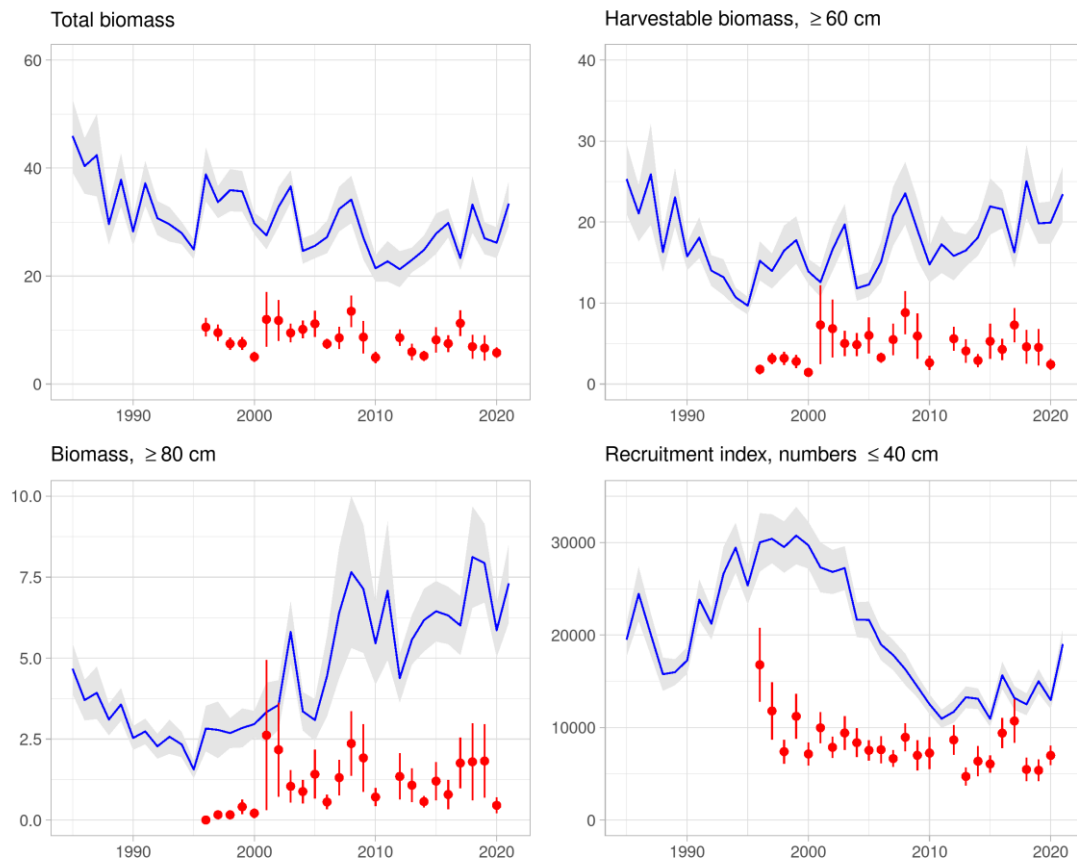 Total biomass
60
40
20
0
1990 2000 2010 2020
Harvestable biomass, ≥ 60 cm
40
30
20
10
0
1990 2000 2010 2020
Biomass, ≥ 80 cm
10.0
7.5
5.0
2.5
0.0
1990 2000 2010 2020
Recruitment index, numbers ≤ 40 cm
30000
20000
10000
0
1990 2000 2010 2020